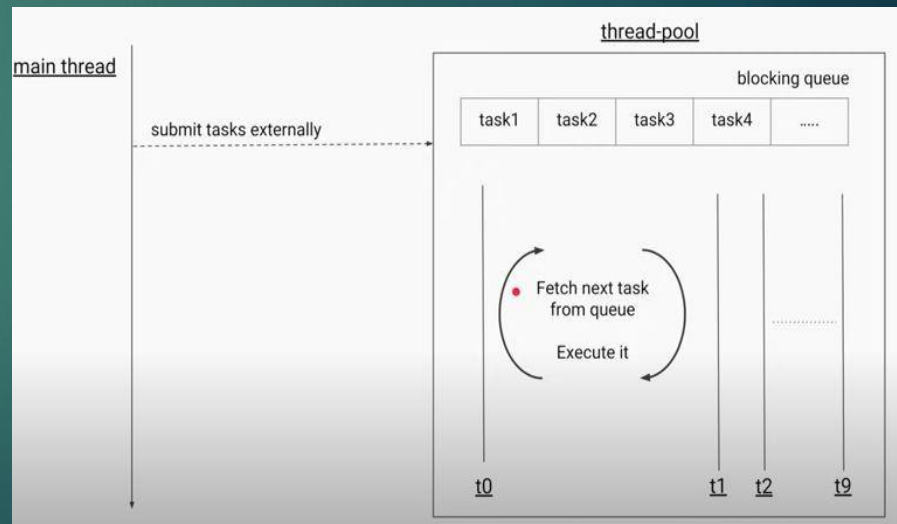 thread-pool
main thread
blocking queue
submit tasks externally
task1 task2 task3 task4 .....
Fetch next task
from queue
Execute it
t0 t1 t2 t9